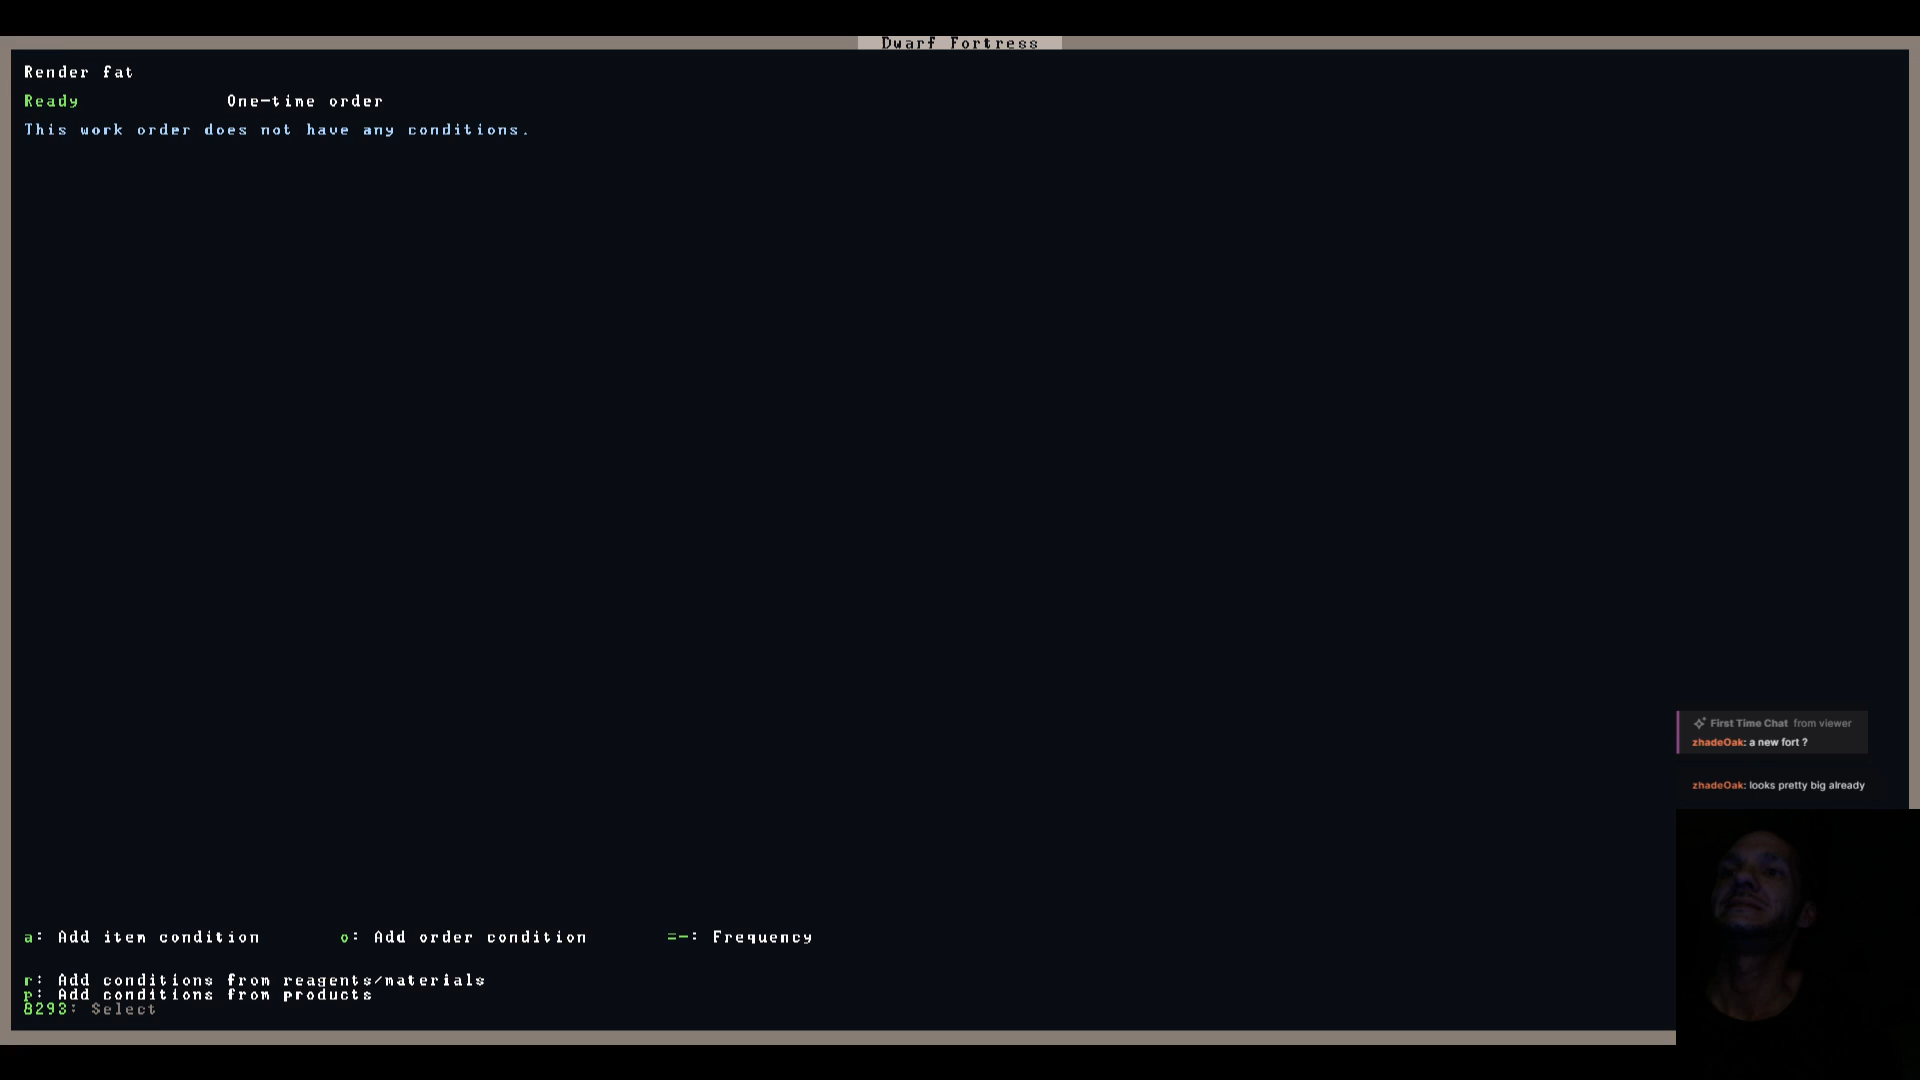 Dwarf Fortress
Render fat
Ready One-time order
This work order does not have any conditions.
First Time Chat from viewer
zhadeOak: a new fort ?
zhadeOak: looks pretty big already
a: Add item condition o: Add order condition =-: Frequency
r: Add conditions from reagents/materials
p: Add conditions from products
8293: Select